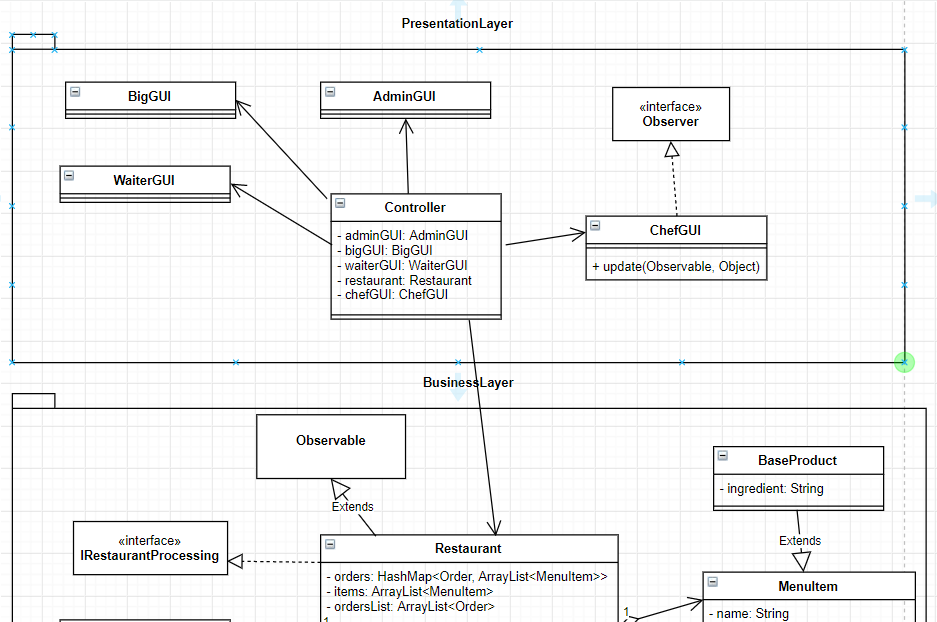 PresentationLayer
BigGUI
AdminGUI
«interface»
Observer
WaiterGUI
Controller
- adminGUI: AdminGUI
- bigGUI: BigGUI
- waiterGUI: WaiterGUI
- restaurant: Restaurant
- chefGUI: ChefGUI
ChefGUI
+ update(Observable, Object)
BusinessLayer
Observable
Extends
BaseProduct
- ingredient: String
Extends
«interface»
IRestaurantProcessing
Restaurant
- orders: HashMap<Order, ArrayList<MenuItem>>
- items: ArrayList<MenuItem>
- ordersList: ArrayList<Order>
1
1
MenuItem
- name: String